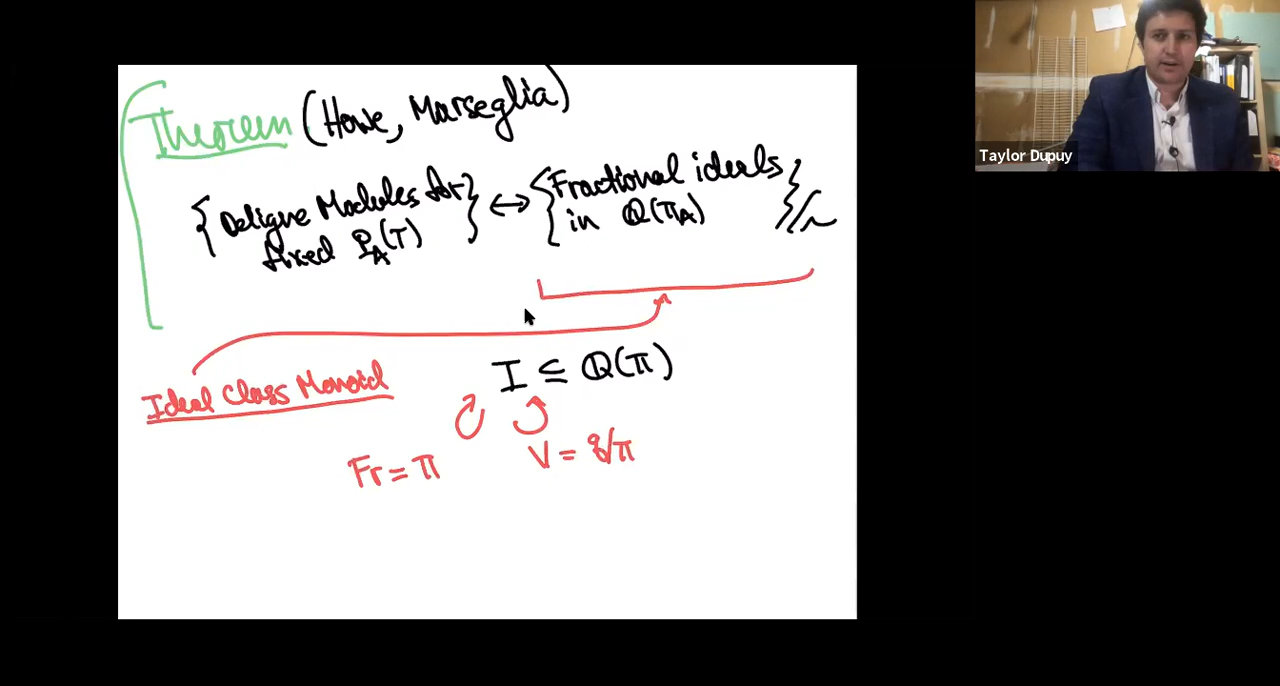 Theorem (Howe, Marseglia)
{Deligne Modules for fixed P_A(T)} ↔ {Fractional ideals in Q(π_A)}/~
Ideal Class Monoid
I ⊆ Q(π)
Fr = π
V = q/π
Taylor Dupuy